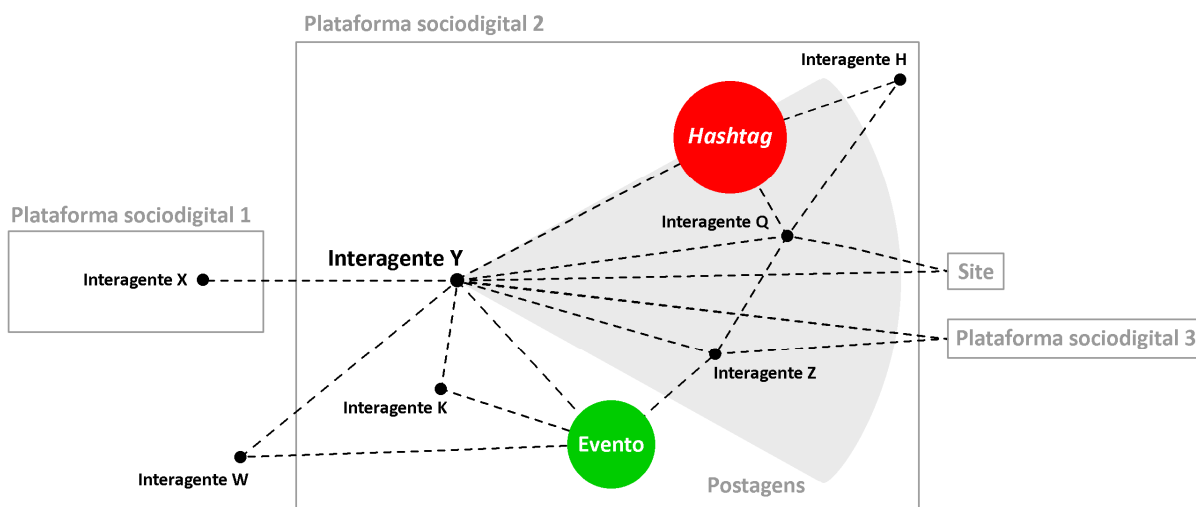 Plataforma sociodigital 2
Interagente H
Hashtag
Plataforma sociodigital 1
Interagente Q
Interagente Y
Interagente X
Site
Plataforma sociodigital 3
Interagente Z
Interagente K
Evento
Interagente W
Postagens